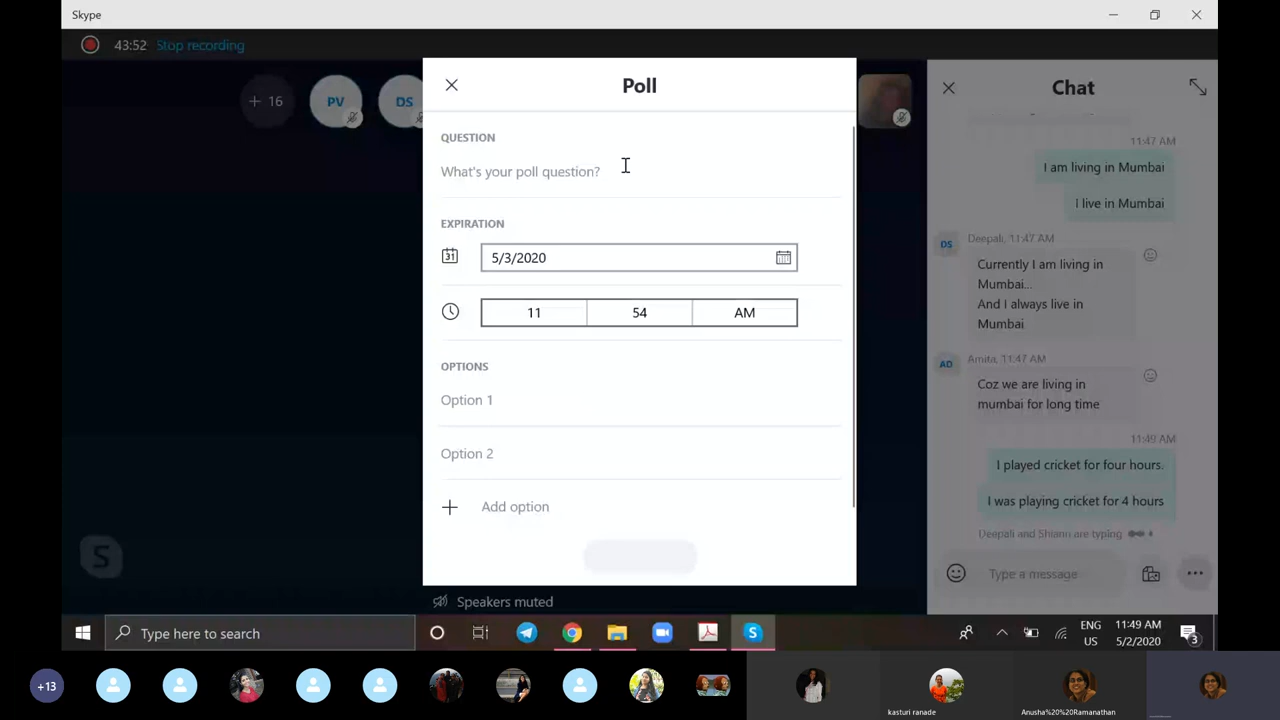 Skype
43:52 Stop recording
+ 16
PV
DS
Poll
QUESTION
What's your poll question?
EXPIRATION
31
5/3/2020
11 54 AM
OPTIONS
Option 1
Option 2
+ Add option
Speakers muted
Chat
11:47 AM
I am living in Mumbai
I live in Mumbai
DS
Deepali, 11:47 AM
Currently I am living in
Mumbai...
And I always live in
Mumbai
AD
Amita, 11:47 AM
Coz we are living in
mumbai for long time
11:49 AM
I played cricket for four hours.
I was playing cricket for 4 hours
Deepali and Shiann are typing
Type a message
S
Type here to search
S
ENG
US
11:49 AM
5/2/2020
3
+13
kasturi ranade
Anusha%20%20Ramanathan